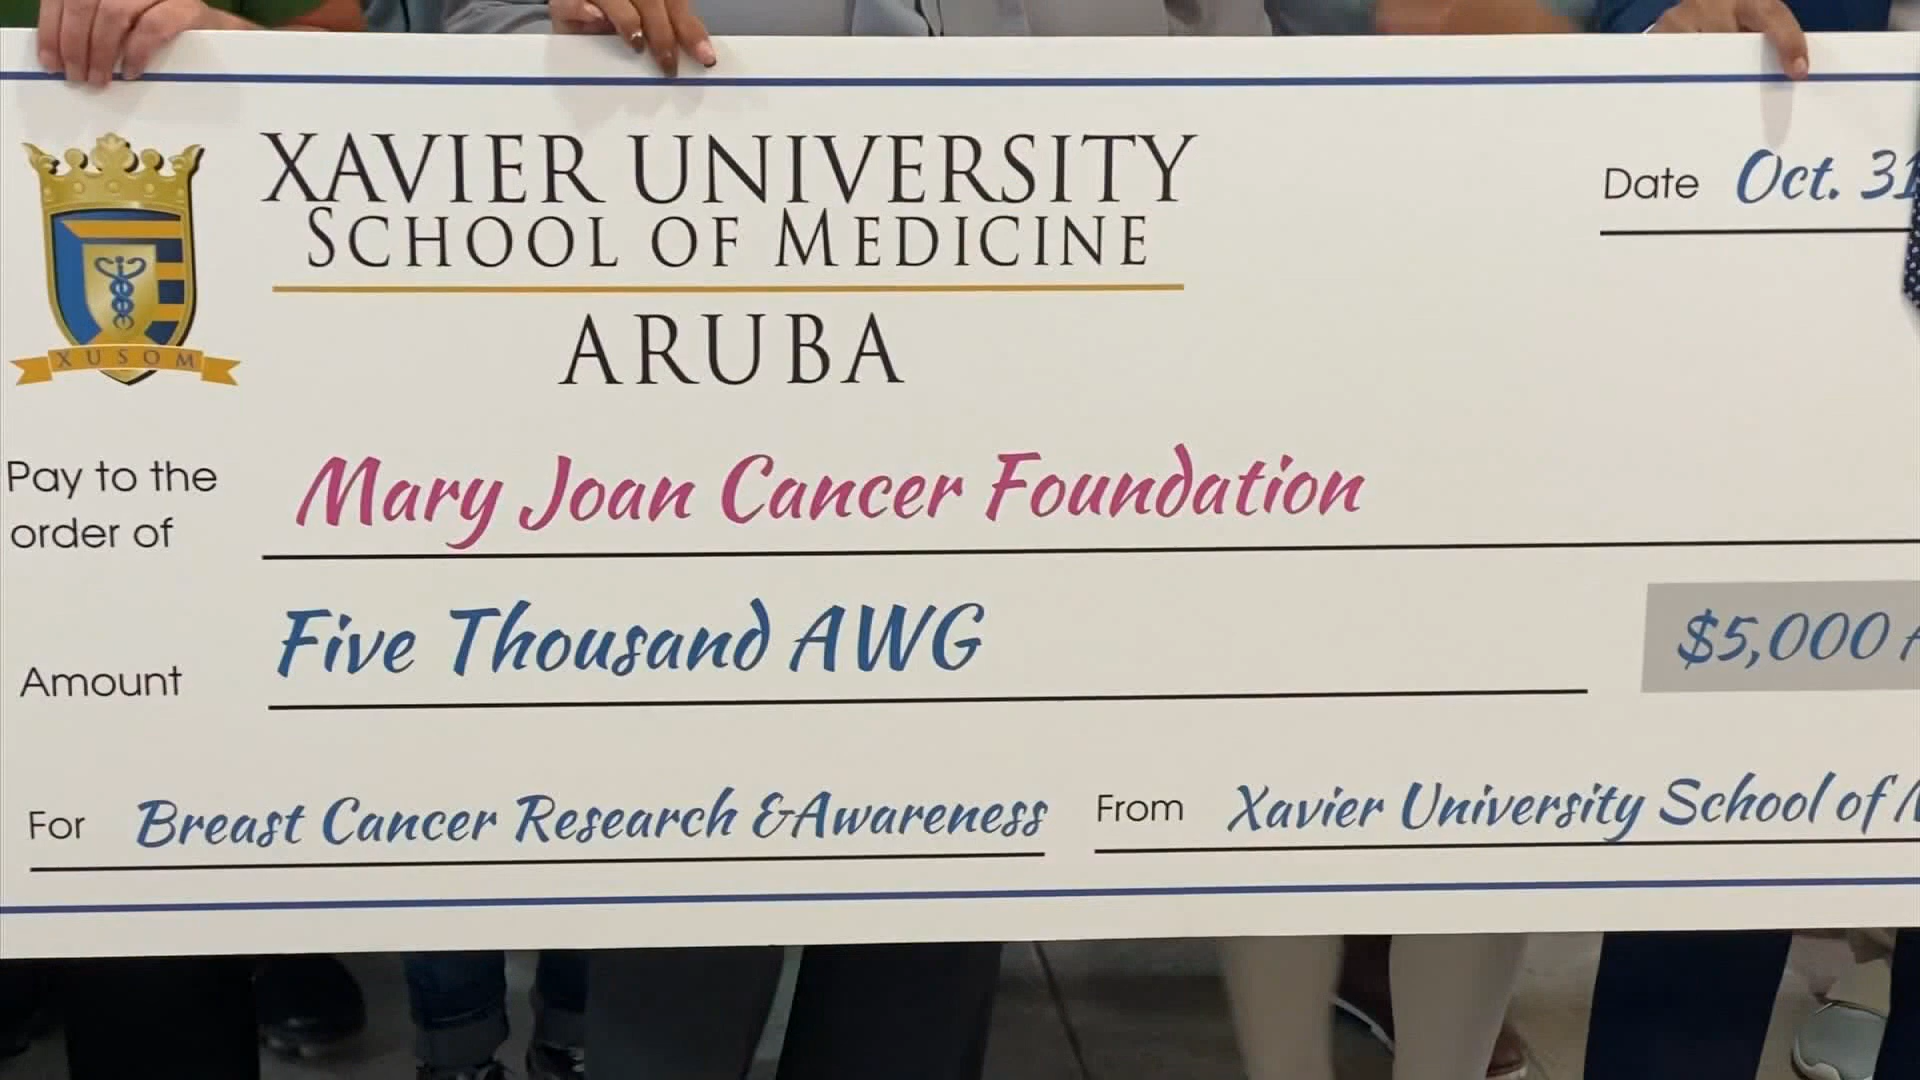 XAVIER UNIVERSITY
SCHOOL OF MEDICINE
ARUBA
XUSOM
Date Oct. 31
Pay to the
order of
Mary Joan Cancer Foundation
Amount Five Thousand AWG $5,000
For Breast Cancer Research &Awareness From Xavier University School of